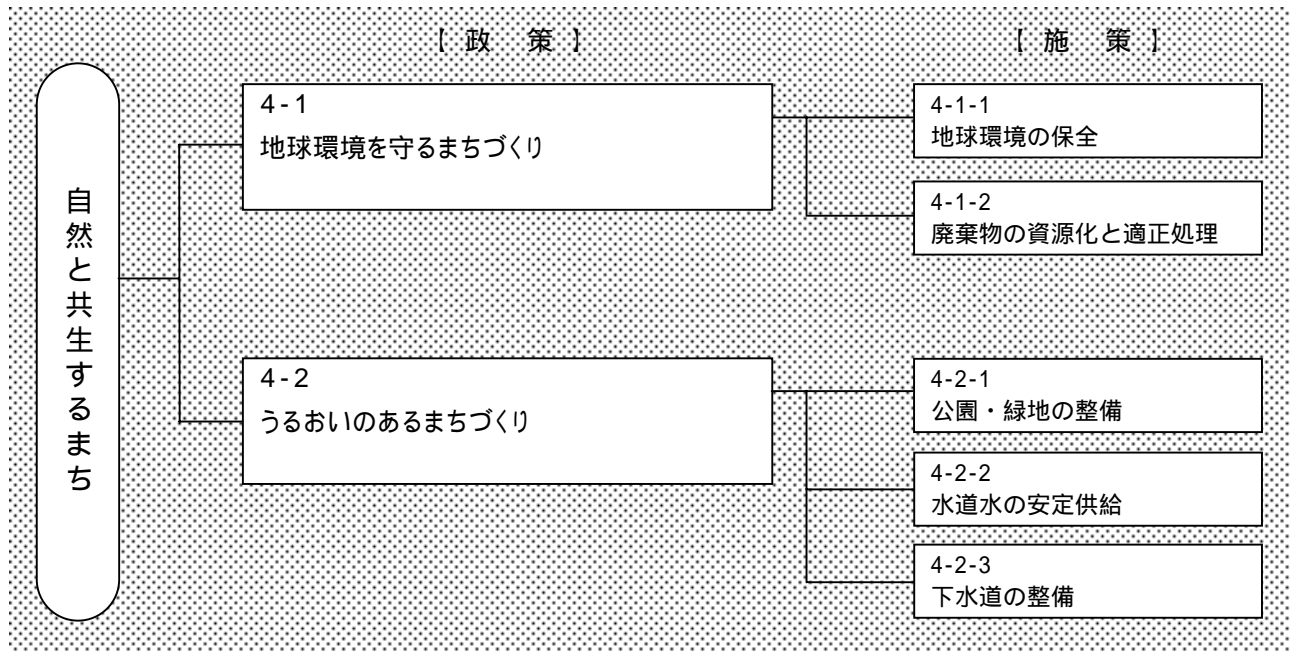 【 政 策 】
【 施 策 】
自然と共生するまち
4-1
地球環境を守るまちづくり
4-1-1
地球環境の保全
4-1-2
廃棄物の資源化と適正処理
4-2
うるおいのあるまちづくり
4-2-1
公園・緑地の整備
4-2-2
水道水の安定供給
4-2-3
下水道の整備